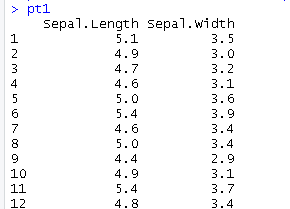 > pt1
Sepal.Length Sepal.Width
1 5.1 3.5
2 4.9 3.0
3 4.7 3.2
4 4.6 3.1
5 5.0 3.6
6 5.4 3.9
7 4.6 3.4
8 5.0 3.4
9 4.4 2.9
10 4.9 3.1
11 5.4 3.7
12 4.8 3.4